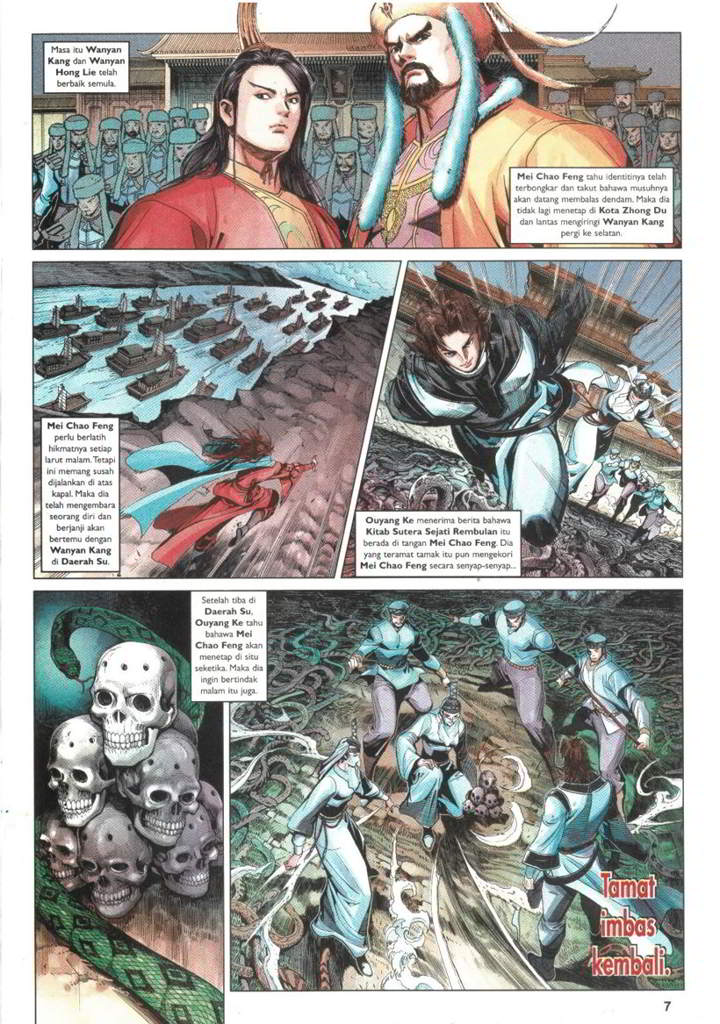 Masa itu Wanyan
Kang dan Wanyan
Hong Lie telah
berbaik semula.
Mei Chao Feng tahu identitinya telah
terbongkar dan takut bahawa musuhnya
akan datang membalas dendam. Maka dia
tidak lagi menetap di Kota Zhong Du
dan lantas mengiringi Wanyan Kang
pergi ke selatan.
Mei Chao Feng
perlu berlatih
hikmatnya setiap
larut malam. Tetapi
ini memang susah
dijalankan di atas
kapal. Maka dia
telah mengembara
seorang diri dan
berjanji akan
bertemu dengan
Wanyan Kang
di Daerah Su.
Ouyang Ke menerima berita bahawa
Kitab Sutera Sejati Rembulan itu
berada di tangan Mei Chao Feng. Dia
yang teramat tamak itu pun mengekori
Mei Chao Feng secara senyap-senyap...
Setelah tiba di
Daerah Su,
Ouyang Ke tahu
bahawa Mei
Chao Feng akan
menetap di situ
seketika. Maka dia
ingin bertindak
malam itu juga.
Tamat
imbas
kembali.
7